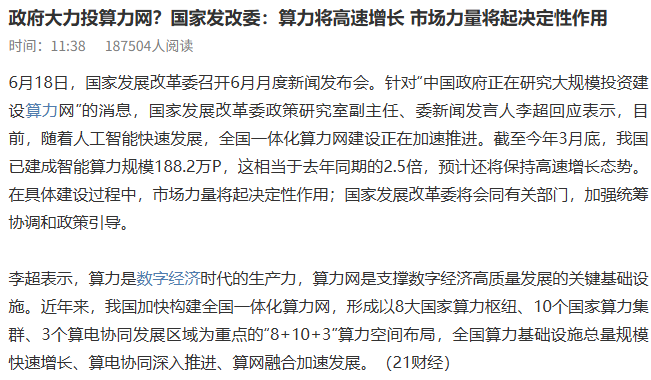 政府大力投算力网？国家发改委：算力将高速增长 市场力量将起决定性作用
时间：11:38 187504人阅读
6月18日，国家发展改革委召开6月月度新闻发布会。针对“中国政府正在研究大规模投资建
设算力网”的消息，国家发展改革委政策研究室副主任、委新闻发言人李超回应表示，目
前，随着人工智能快速发展，全国一体化算力网建设正在加速推进。截至今年3月底，我国
已建成智能算力规模188.2万P，这相当于去年同期的2.5倍，预计还将保持高速增长态势。
在具体建设过程中，市场力量将起决定性作用；国家发展改革委将会同有关部门，加强统筹
协调和政策引导。
李超表示，算力是数字经济时代的生产力，算力网是支撑数字经济高质量发展的关键基础设
施。近年来，我国加快构建全国一体化算力网，形成以8大国家算力枢纽、10个国家算力集
群、3个算电协同发展区域为重点的“8+10+3”算力空间布局，全国算力基础设施总量规模
快速增长、算电协同深入推进、算网融合加速发展。（21财经）